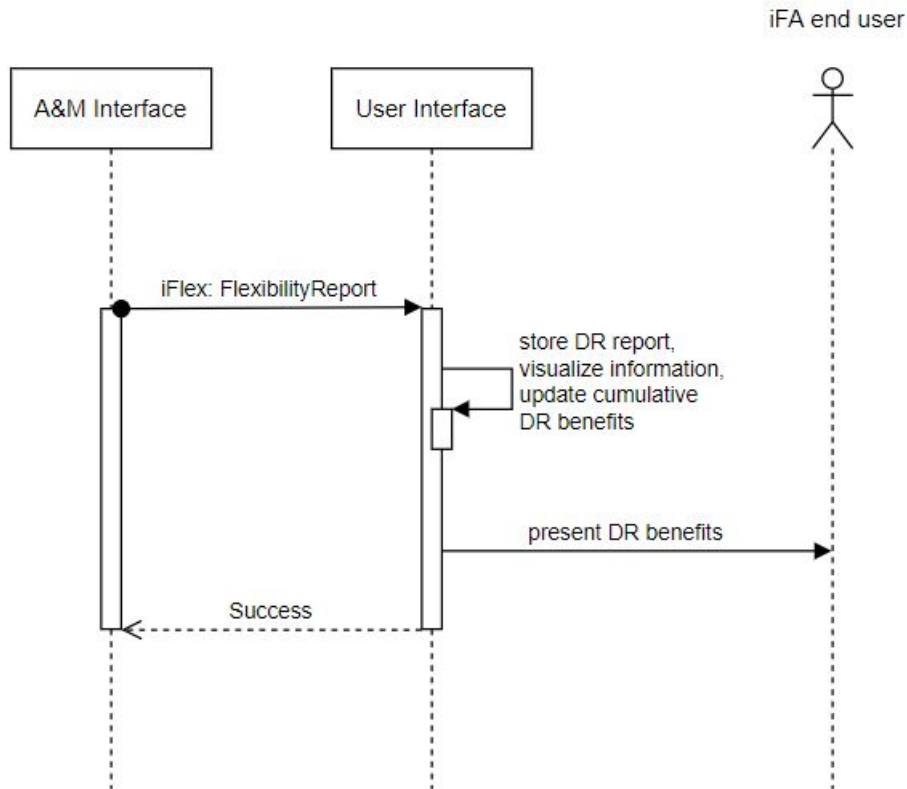 iFA end user
A&M Interface
User Interface
iFlex: FlexibilityReport
store DR report,
visualize information,
update cumulative
DR benefits
present DR benefits
Success